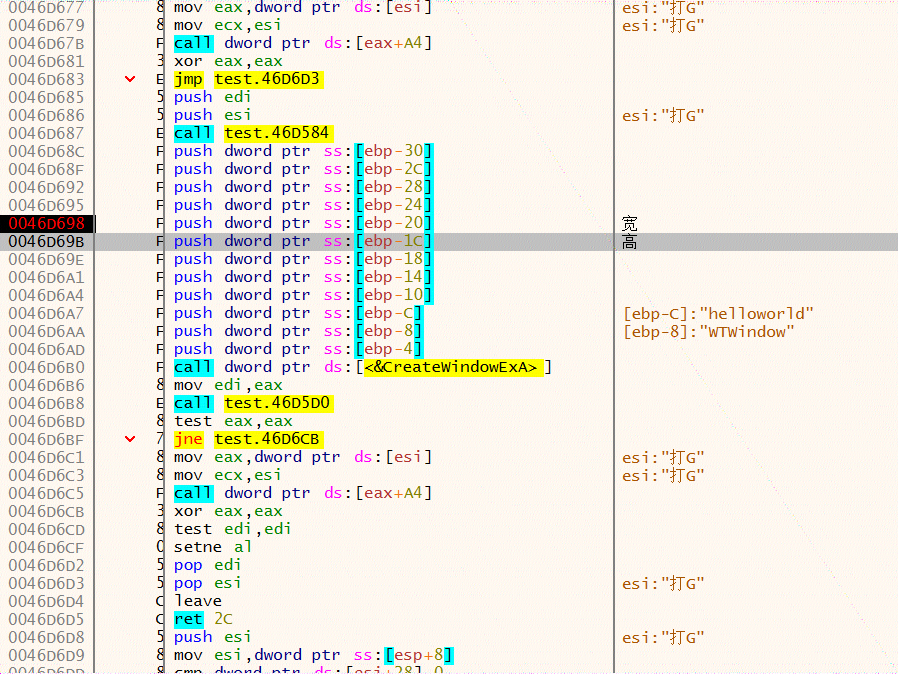 0046D677 8 mov eax,dword ptr ds:[esi] esi:"打G"
0046D679 8 mov ecx,esi esi:"打G"
0046D67B F call dword ptr ds:[eax+A4]
0046D681 3 xor eax,eax
0046D683 E jmp test.46D6D3
0046D685 5 push edi
0046D686 5 push esi esi:"打G"
0046D687 E call test.46D584
0046D68C F push dword ptr ss:[ebp-30]
0046D68F F push dword ptr ss:[ebp-2C]
0046D692 F push dword ptr ss:[ebp-28]
0046D695 F push dword ptr ss:[ebp-24]
0046D698 F push dword ptr ss:[ebp-20] 宽
0046D69B F push dword ptr ss:[ebp-1C] 高
0046D69E F push dword ptr ss:[ebp-18]
0046D6A1 F push dword ptr ss:[ebp-14]
0046D6A4 F push dword ptr ss:[ebp-10]
0046D6A7 F push dword ptr ss:[ebp-C] [ebp-C]:"helloworld"
0046D6AA F push dword ptr ss:[ebp-8] [ebp-8]:"WTWindow"
0046D6AD F push dword ptr ss:[ebp-4]
0046D6B0 F call dword ptr ds:[<&CreateWindowExA>]
0046D6B6 8 mov edi,eax
0046D6B8 E call test.46D5D0
0046D6BD 8 test eax,eax
0046D6BF 7 jne test.46D6CB
0046D6C1 8 mov eax,dword ptr ds:[esi] esi:"打G"
0046D6C3 8 mov ecx,esi esi:"打G"
0046D6C5 F call dword ptr ds:[eax+A4]
0046D6CB 3 xor eax,eax
0046D6CD 8 test edi,edi
0046D6CF 0 setne al
0046D6D2 5 pop edi
0046D6D3 5 pop esi esi:"打G"
0046D6D4 C leave
0046D6D5 C ret 2C
0046D6D8 5 push esi esi:"打G"
0046D6D9 8 mov esi,dword ptr ss:[esp+8]
0046D6DD 8 cmp dword ptr ds:[esi+28],0